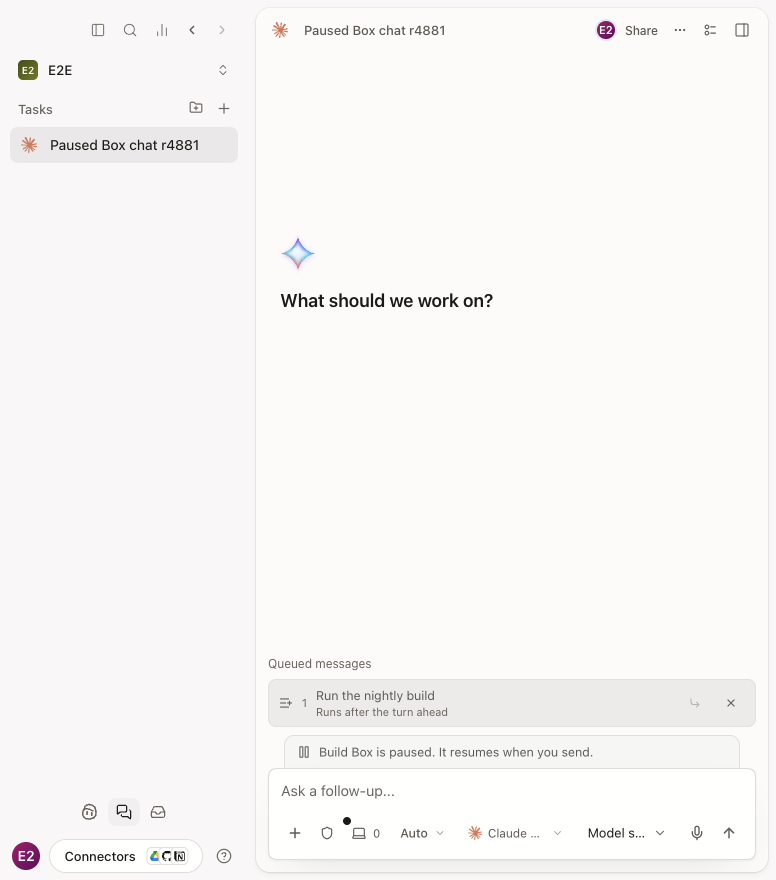 Paused Box chat r4881
E2
Share
E2
E2E
Tasks
Paused Box chat r4881
What should we work on?
Queued messages
1
Run the nightly build
Runs after the turn ahead
Build Box is paused. It resumes when you send.
Ask a follow-up...
0
Auto
Claude ...
Model s...
E2
Connectors